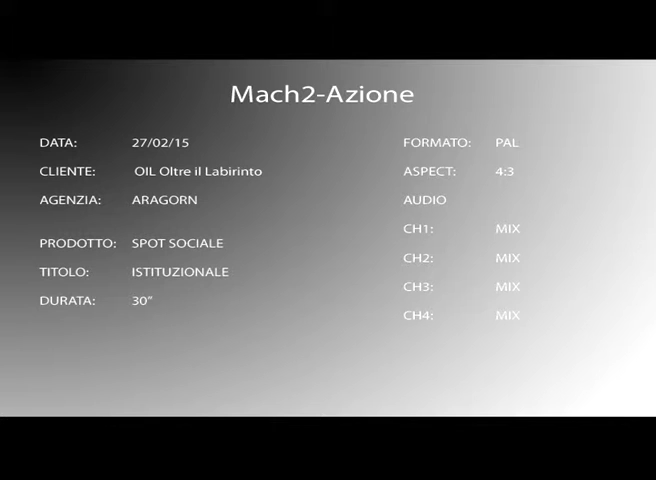 Mach2-Azione
DATA: 27/02/15
CLIENTE: OIL Oltre il Labirinto
AGENZIA: ARAGORN
PRODOTTO: SPOT SOCIALE
TITOLO: ISTITUZIONALE
DURATA: 30”
FORMATO: PAL
ASPECT: 4:3
AUDIO
CH1: MIX
CH2: MIX
CH3: MIX
CH4: MIX